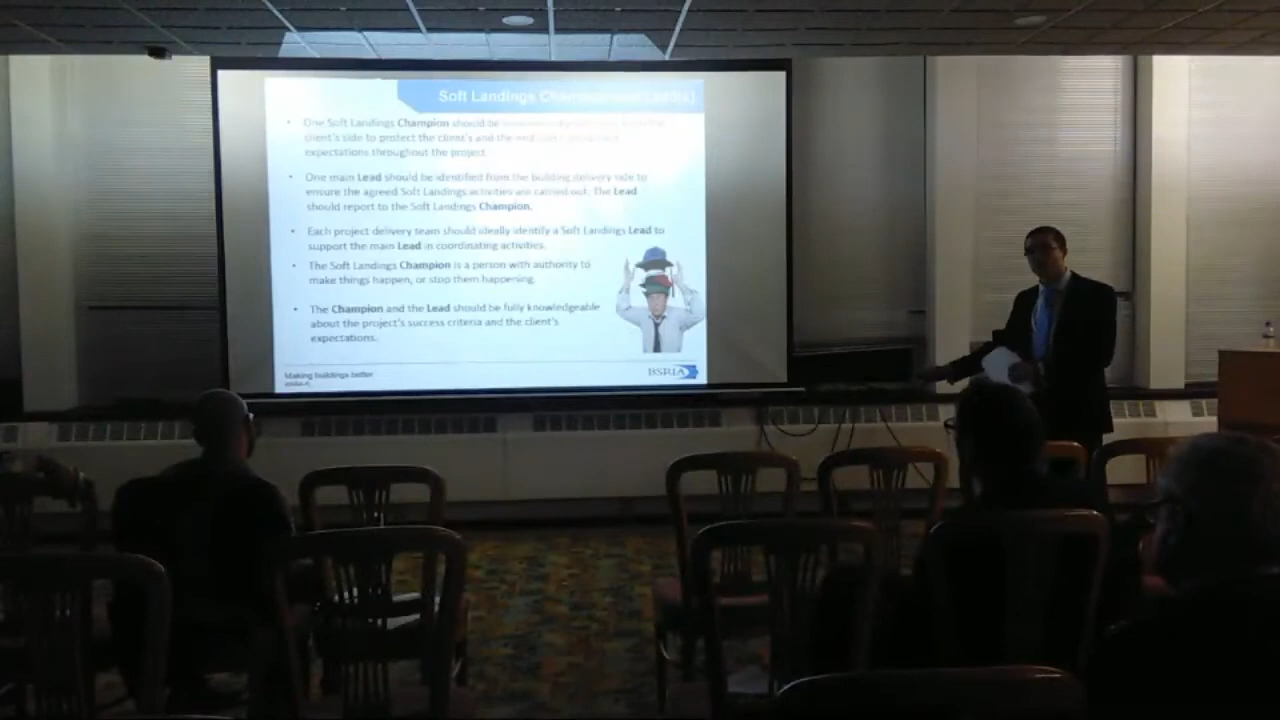 Soft Landings
• One Soft Landings Champion should be
client's side to protect the client's and the end
expectations throughout the project.
• One main Lead should be identified from the building delivery side to
ensure the agreed Soft Landings activities are carried out. The Lead
should report to the Soft Landings Champion.
• Each project delivery team should ideally identify a Soft Landings Lead to
support the main Lead in coordinating activities.
• The Soft Landings Champion is a person with authority to
make things happen, or stop them happening.
• The Champion and the Lead should be fully knowledgeable
about the project's success criteria and the client's
expectations.
Making buildings better
BSRIA